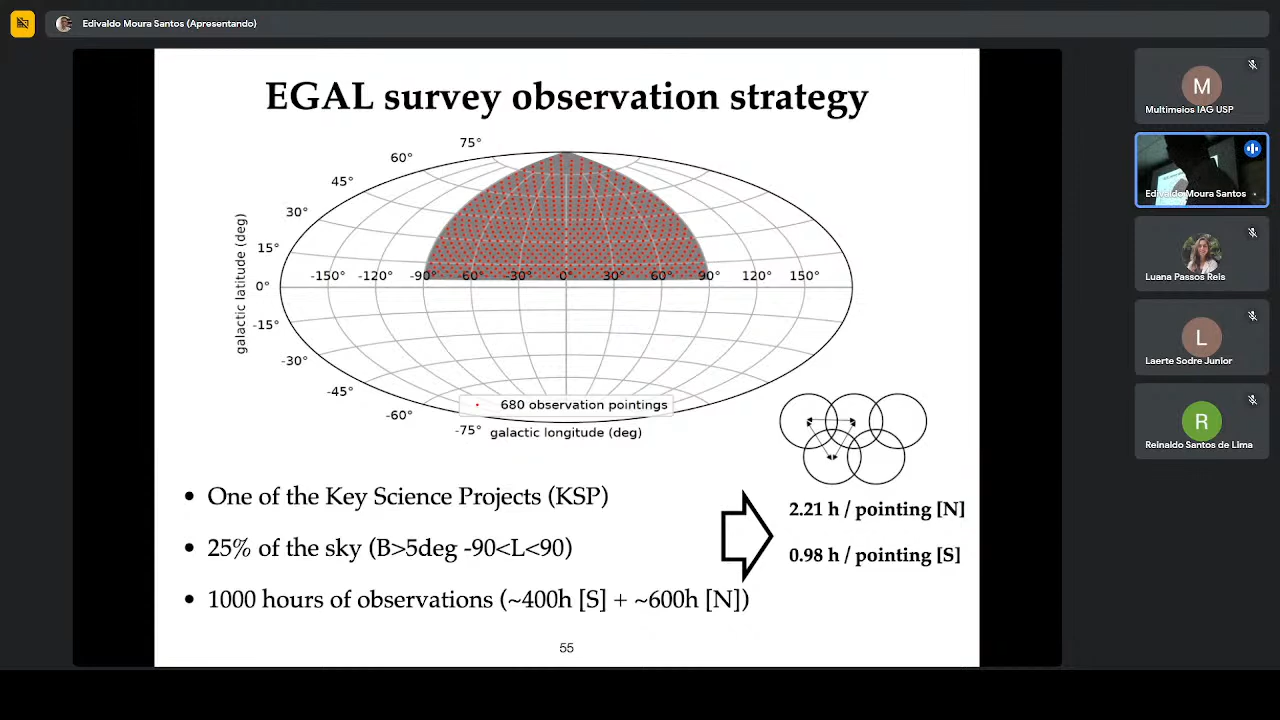 Edivaldo Moura Santos (Apresentando)
EGAL survey observation strategy
75°
60°
45°
30°
15°
0°
-15°
-30°
-45°
-60°
-75°
galactic latitude (deg)
-150° -120° -90° -60° -30° 0° 30° 60° 90° 120° 150°
680 observation pointings
galactic longitude (deg)
• One of the Key Science Projects (KSP)
• 25% of the sky (B>5deg -90<L<90)
• 1000 hours of observations (~400h [S] + ~600h [N])
2.21 h / pointing [N]
0.98 h / pointing [S]
55
M
Multimeios IAG USP
Edivaldo Moura Santos
Luana Passos Reis
L
Laerte Sodre Junior
R
Reinaldo Santos de Lima